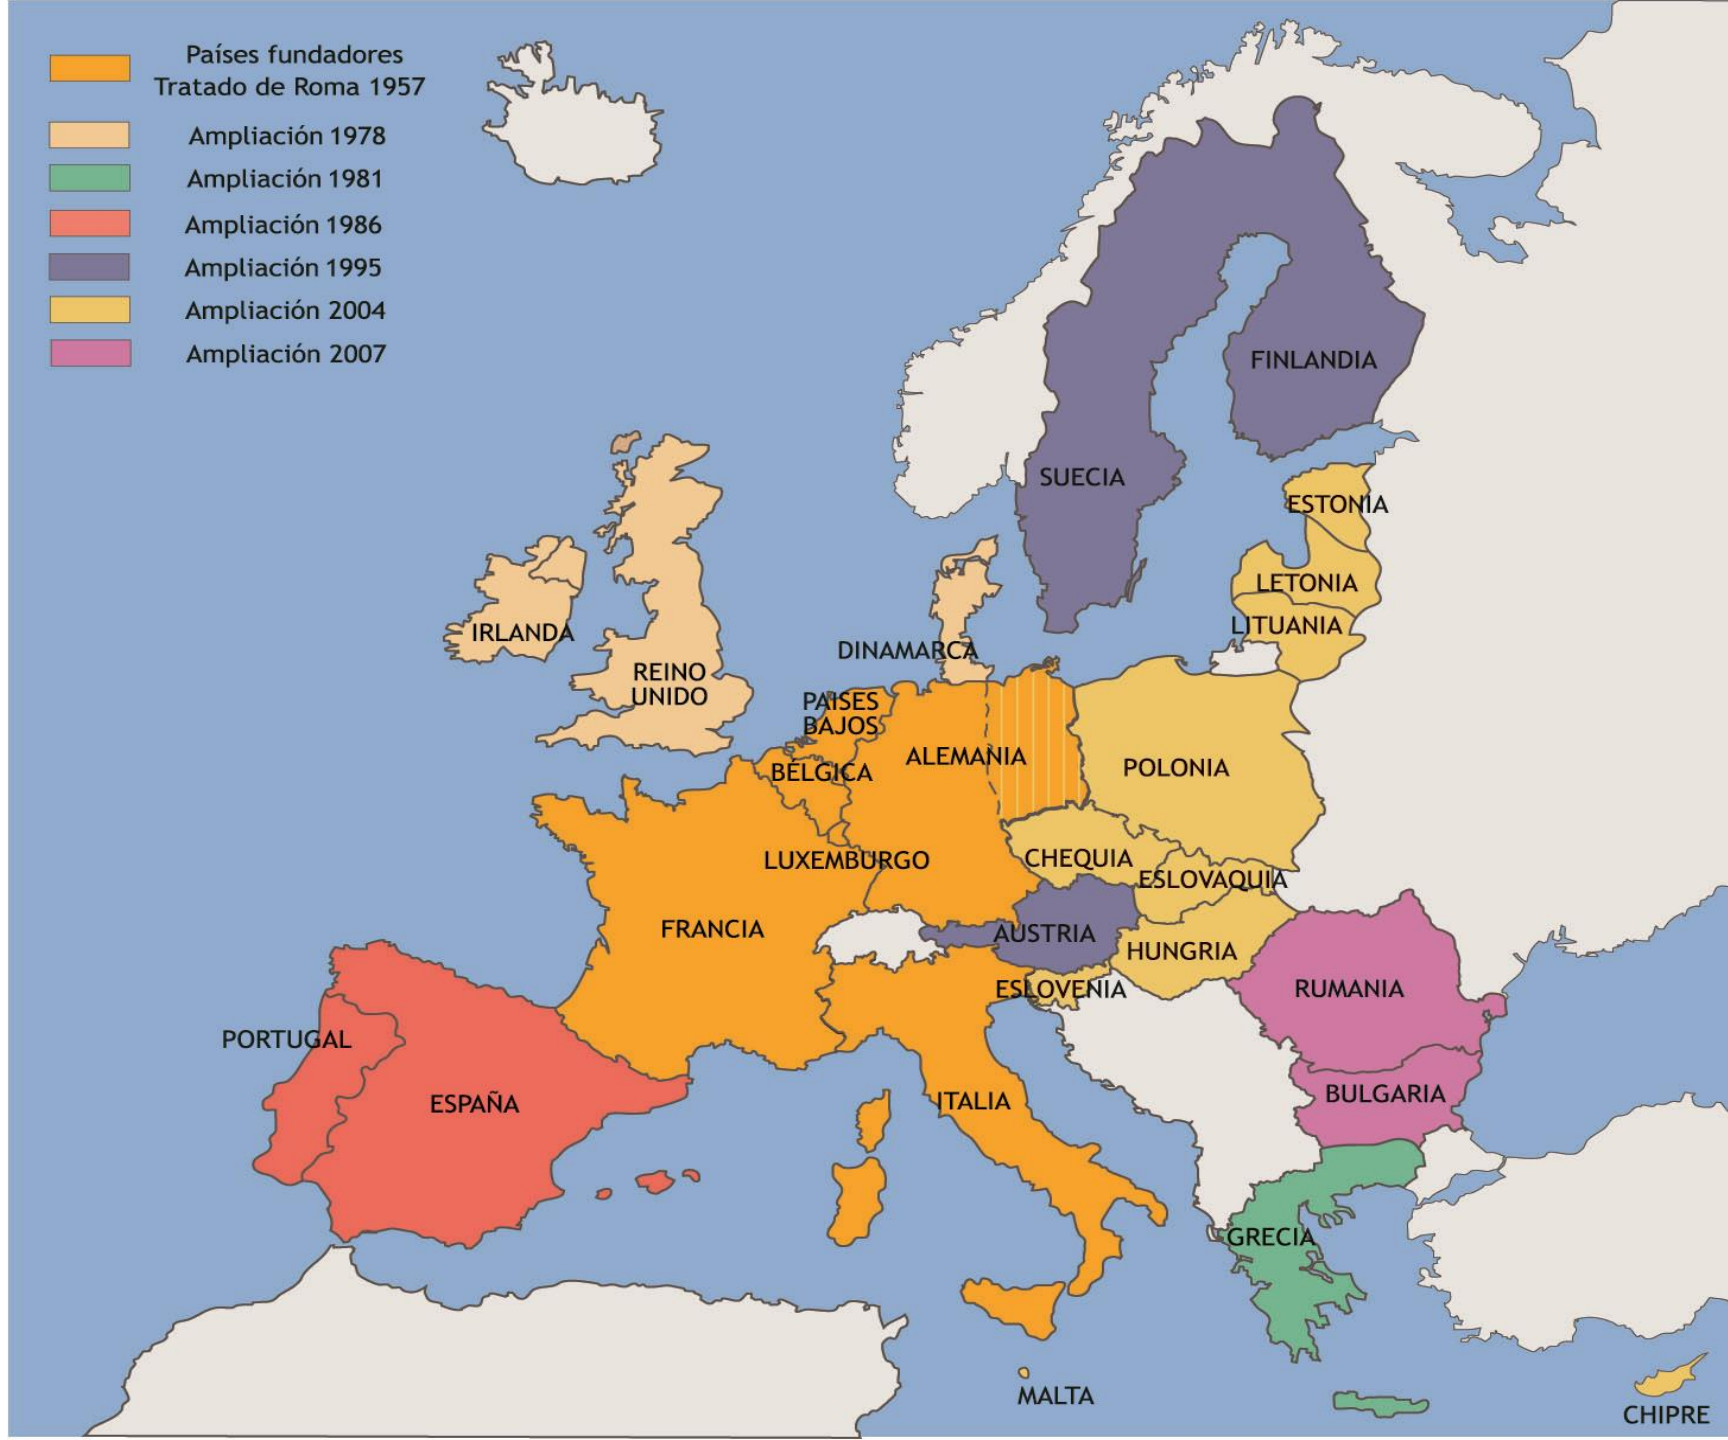 Países fundadores
Tratado de Roma 1957
Ampliación 1978
Ampliación 1981
Ampliación 1986
Ampliación 1995
Ampliación 2004
Ampliación 2007
FINLANDIA
SUECIA
ESTONIA
LETONIA
LITUANIA
IRLANDA
DINAMARCA
REINO
UNIDO
PAISES
BAJOS
ALEMANIA
POLONIA
BÉLGICA
LUXEMBURGO
CHEQUIA
ESLOVAQUIA
FRANCIA
AUSTRIA
HUNGRIA
ESLOVENIA
RUMANIA
PORTUGAL
ESPAÑA
ITALIA
BULGARIA
GRECIA
MALTA
CHIPRE